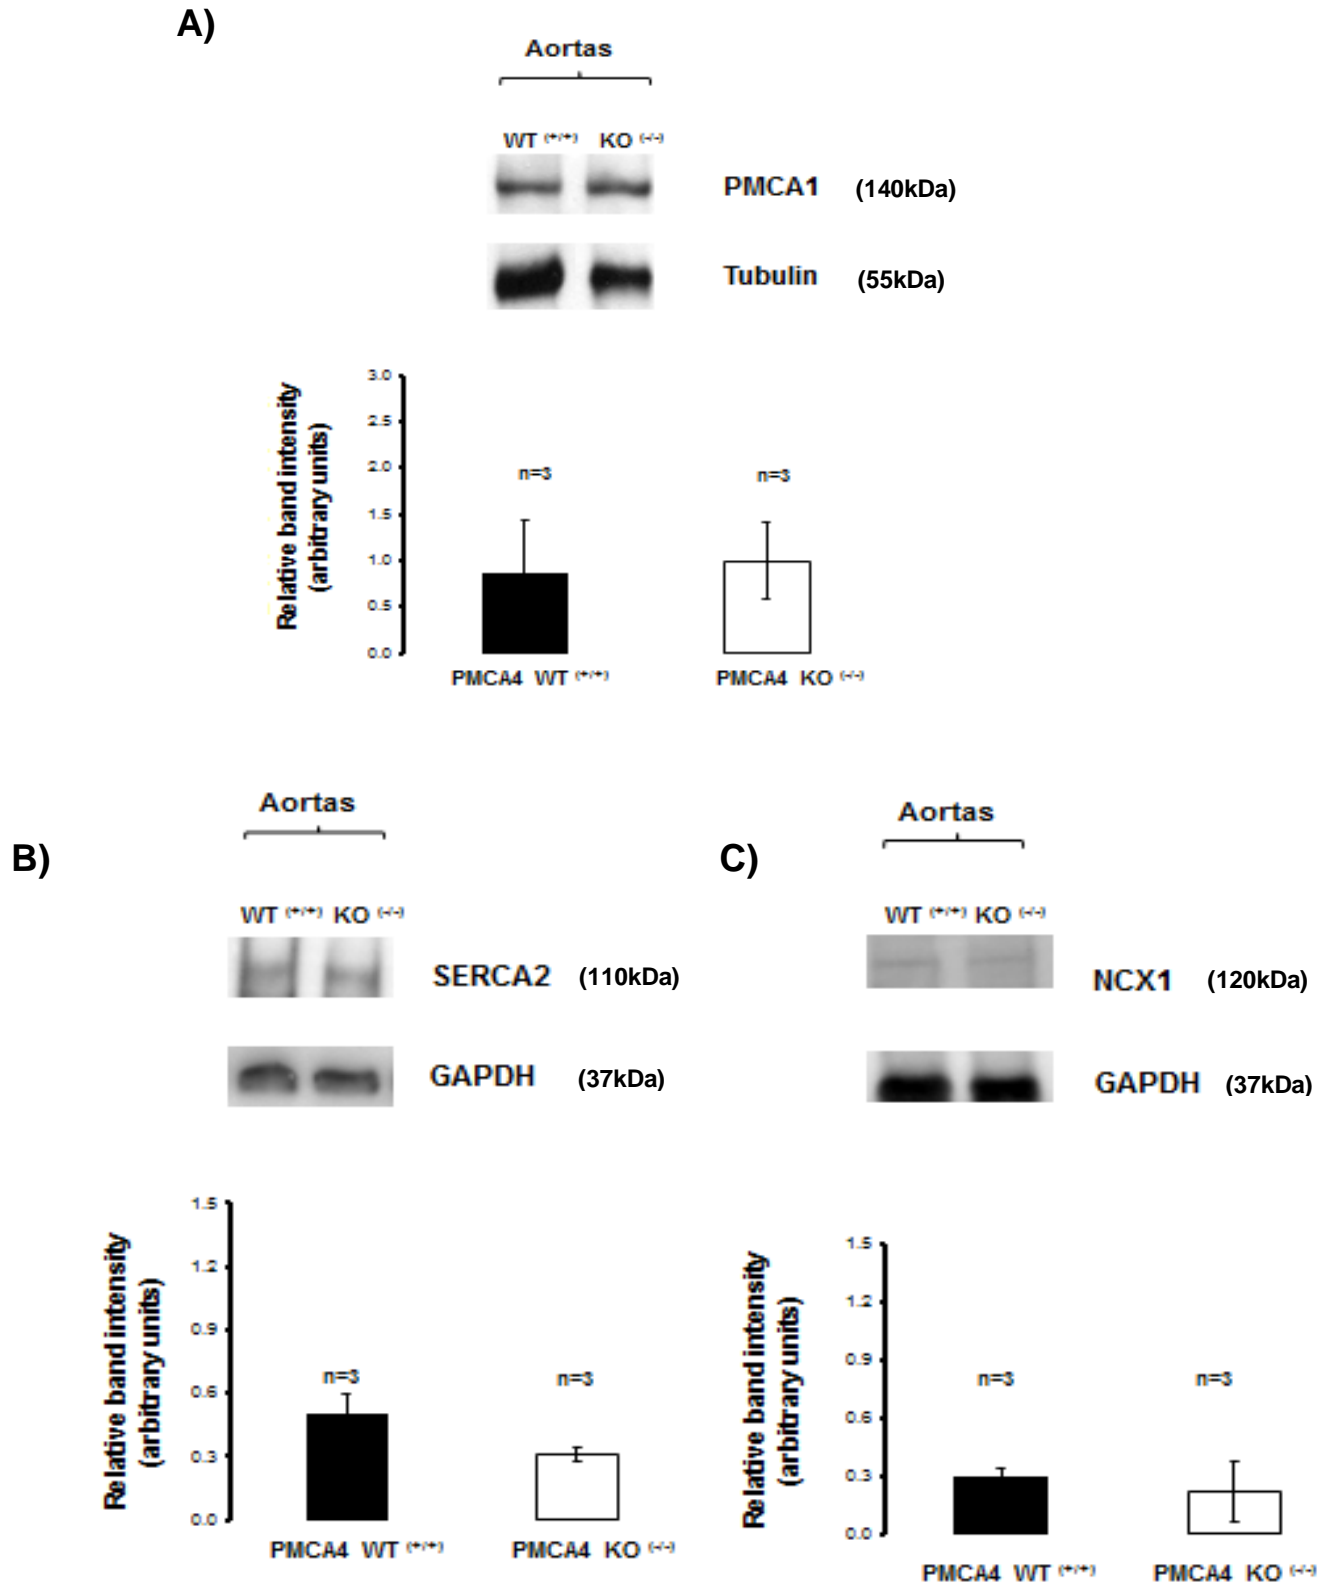 A)
Aortas
WT (+/+) KO (-/-)
PMCA1 (140kDa)
Tubulin (55kDa)
Relative band intensity
(arbitrary units)
3.0
2.5
2.0
1.5
1.0
0.5
0.0
n=3
n=3
PMCA4 WT (+/+)
PMCA4 KO (-/-)
B)
Aortas
WT (+/+) KO (-/-)
SERCA2 (110kDa)
GAPDH (37kDa)
Relative band intensity
(arbitrary units)
1.5
1.2
0.9
0.6
0.3
0.0
n=3
n=3
PMCA4 WT (+/+)
PMCA4 KO (-/-)
C)
Aortas
WT (+/+) KO (-/-)
NCX1 (120kDa)
GAPDH (37kDa)
Relative band intensity
(arbitrary units)
1.5
1.2
0.9
0.6
0.3
0.0
n=3
n=3
PMCA4 WT (+/+)
PMCA4 KO (-/-)